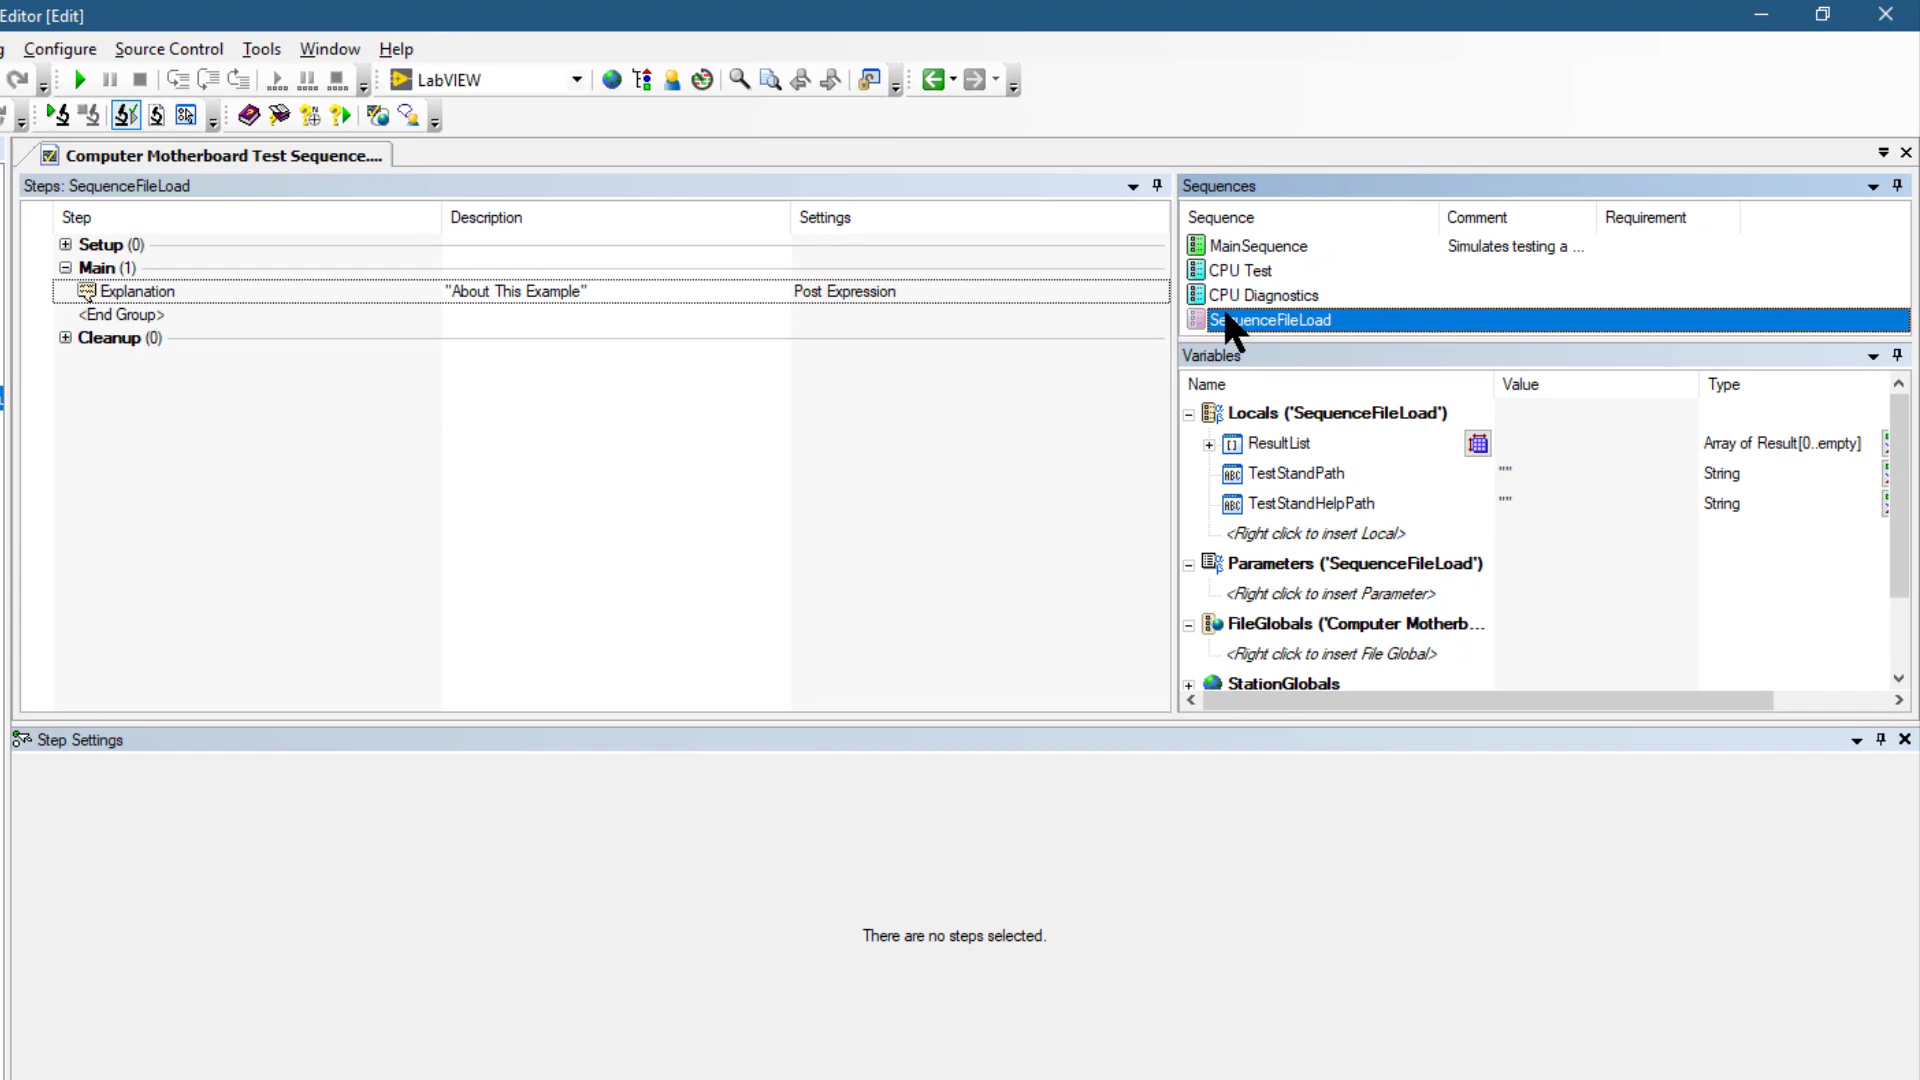 Editor [Edit]
g Configure Source Control Tools Window Help
LabVIEW
Computer Motherboard Test Sequence....
Steps: SequenceFileLoad
Step Description Settings
Setup (0)
Main (1)
Explanation "About This Example" Post Expression
<End Group>
Cleanup (0)
Sequences
Sequence Comment Requirement
MainSequence Simulates testing a ...
CPU Test
CPU Diagnostics
SequenceFileLoad
Variables
Name Value Type
Locals ('SequenceFileLoad')
ResultList Array of Result[0..empty]
TestStandPath "" String
TestStandHelpPath "" String
<Right click to insert Local>
Parameters ('SequenceFileLoad')
<Right click to insert Parameter>
FileGlobals ('Computer Motherb...
<Right click to insert File Global>
StationGlobals
Step Settings
There are no steps selected.